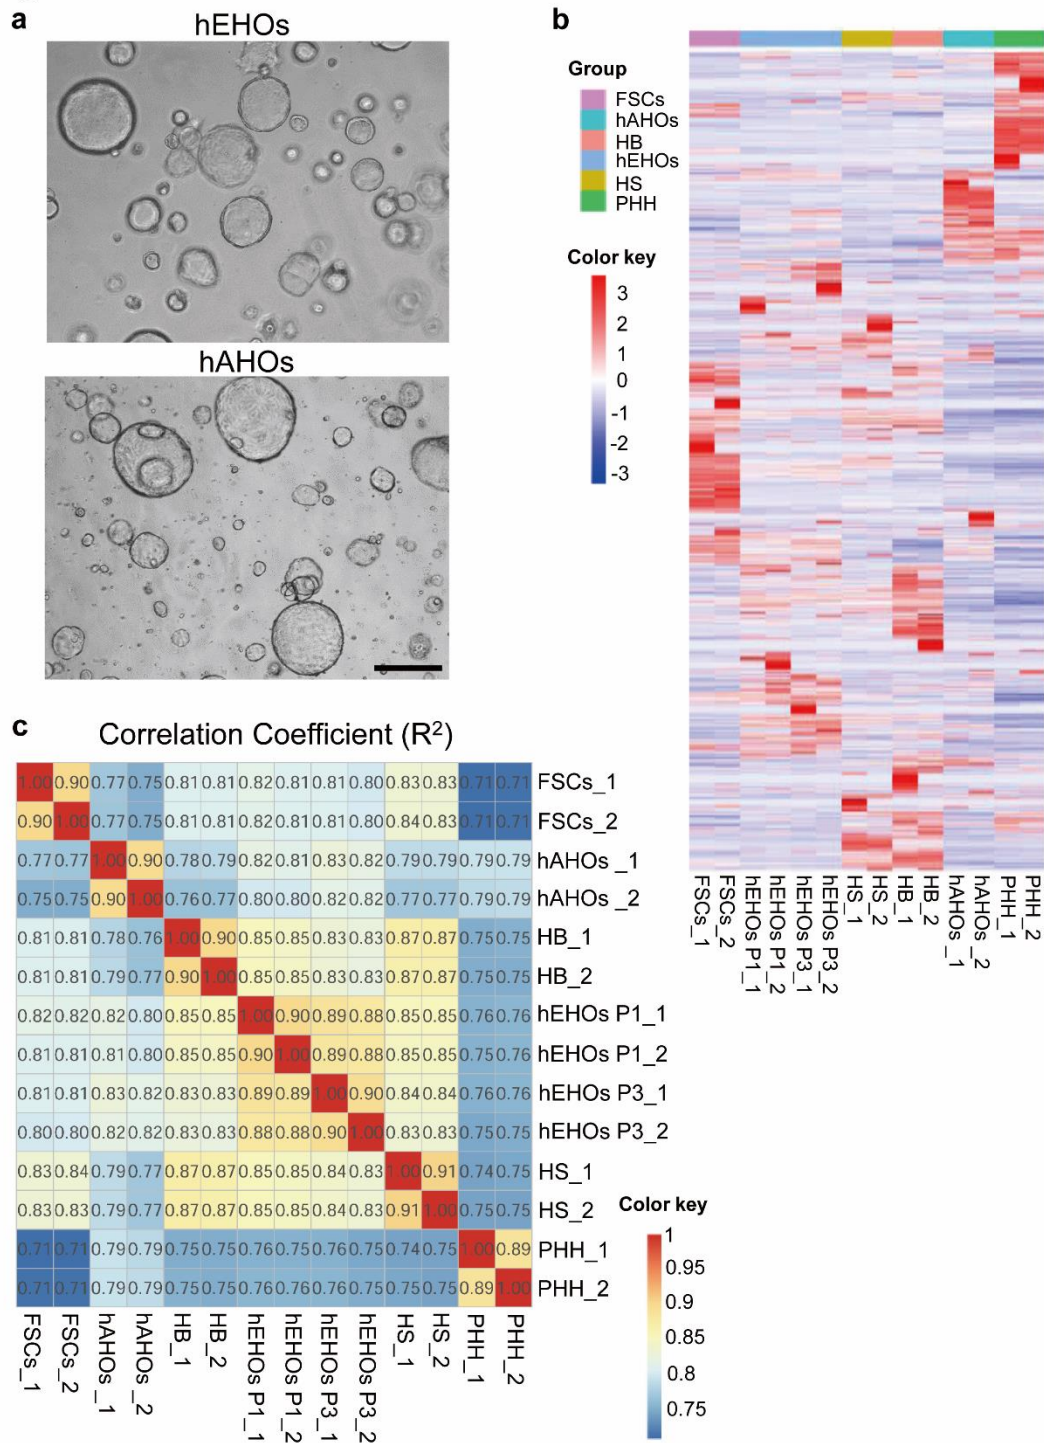 a
hEHOs
hAHOs
b
Group
FSCs
hAHOs
HB
hEHOs
HS
PHH
Color key
3
2
1
0
-1
-2
-3
FSCs_1
FSCs_2
hEHOs P1_1
hEHOs P1_2
hEHOs P3_1
hEHOs P3_2
HS_1
HS_2
HB_1
HB_2
hAHOs_1
hAHOs_2
PHH_1
PHH_2
c
Correlation Coefficient (R²)
1.00 0.90 0.77 0.75 0.81 0.81 0.82 0.81 0.81 0.80 0.83 0.83 0.71 0.71 FSCs_1
0.90 1.00 0.77 0.75 0.81 0.81 0.82 0.81 0.81 0.80 0.84 0.83 0.71 0.71 FSCs_2
0.77 0.77 1.00 0.90 0.78 0.79 0.82 0.81 0.83 0.82 0.79 0.79 0.79 0.79 hAHOs _1
0.75 0.75 0.90 1.00 0.76 0.77 0.80 0.80 0.82 0.82 0.77 0.77 0.79 0.79 hAHOs _2
0.81 0.81 0.78 0.76 1.00 0.90 0.85 0.85 0.83 0.83 0.87 0.87 0.75 0.75 HB_1
0.81 0.81 0.79 0.77 0.90 1.00 0.85 0.85 0.83 0.83 0.87 0.87 0.75 0.75 HB_2
0.82 0.82 0.82 0.80 0.85 0.85 1.00 0.90 0.89 0.88 0.85 0.85 0.76 0.76 hEHOs P1_1
0.81 0.81 0.81 0.80 0.85 0.85 0.90 1.00 0.89 0.88 0.85 0.85 0.75 0.76 hEHOs P1_2
0.81 0.81 0.83 0.82 0.83 0.83 0.89 0.89 1.00 0.90 0.84 0.84 0.76 0.76 hEHOs P3_1
0.80 0.80 0.82 0.82 0.83 0.83 0.88 0.88 0.90 1.00 0.83 0.83 0.75 0.75 hEHOs P3_2
0.83 0.84 0.79 0.77 0.87 0.87 0.85 0.85 0.84 0.83 1.00 0.91 0.74 0.75 HS_1
0.83 0.83 0.79 0.77 0.87 0.87 0.85 0.85 0.84 0.83 0.91 1.00 0.75 0.75 HS_2
0.71 0.71 0.79 0.79 0.75 0.75 0.76 0.75 0.76 0.75 0.74 0.75 1.00 0.89 PHH_1
0.71 0.71 0.79 0.79 0.75 0.75 0.76 0.76 0.76 0.75 0.75 0.75 0.89 1.00 PHH_2
FSCs_1
FSCs_2
hAHOs _1
hAHOs _2
HB_1
HB_2
hEHOs P1_1
hEHOs P1_2
hEHOs P3_1
hEHOs P3_2
HS_1
HS_2
PHH_1
PHH_2
Color key
1
0.95
0.9
0.85
0.8
0.75